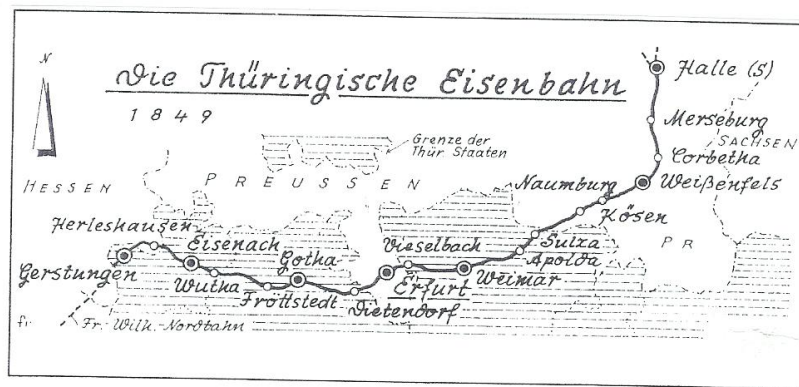 Die Thüringische Eisenbahn
1849
N
Halle (S)
Merseburg
SACHSEN
Corbetha
Weißenfels
Grenze der
Thür. Staaten
HESSEN
PREUSSEN
Naumburg
Kösen
Herleshausen
Eisenach
Gotha
Vieselbach
Sulza
Apolda
PR
Gerstungen
Wutha
Fröttstedt
Dietendorf
Erfurt
Weimar
fr.
Fr.-Wilh.-Nordbahn